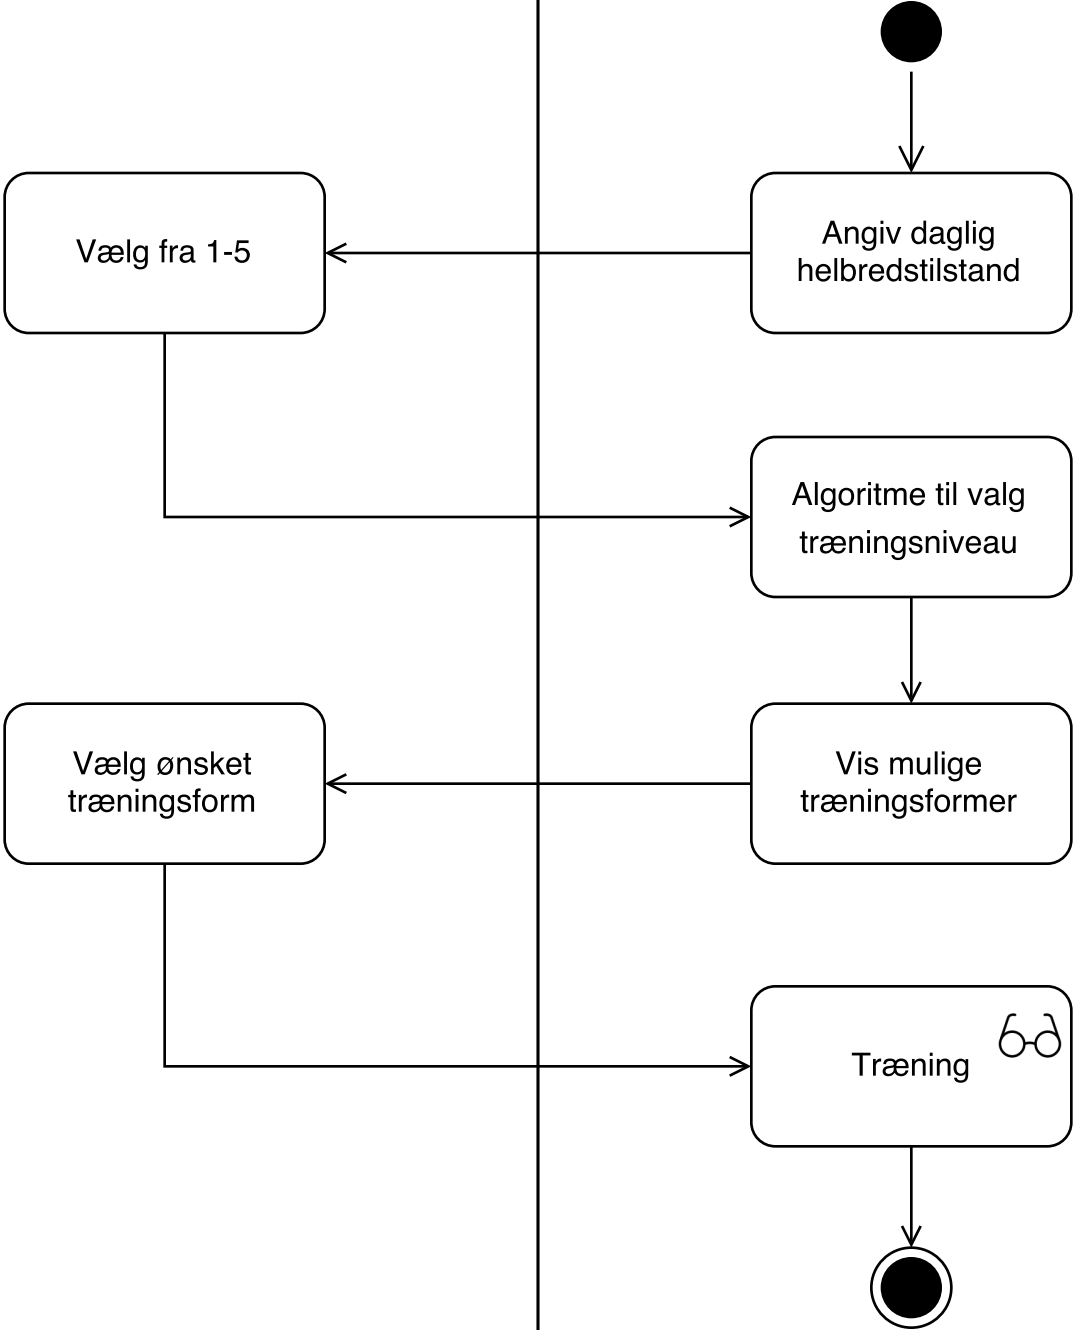 Angiv daglig
helbredstilstand
Vælg fra 1-5
Algoritme til valg
træningsniveau
Vis mulige
træningsformer
Vælg ønsket
træningsform
Træning